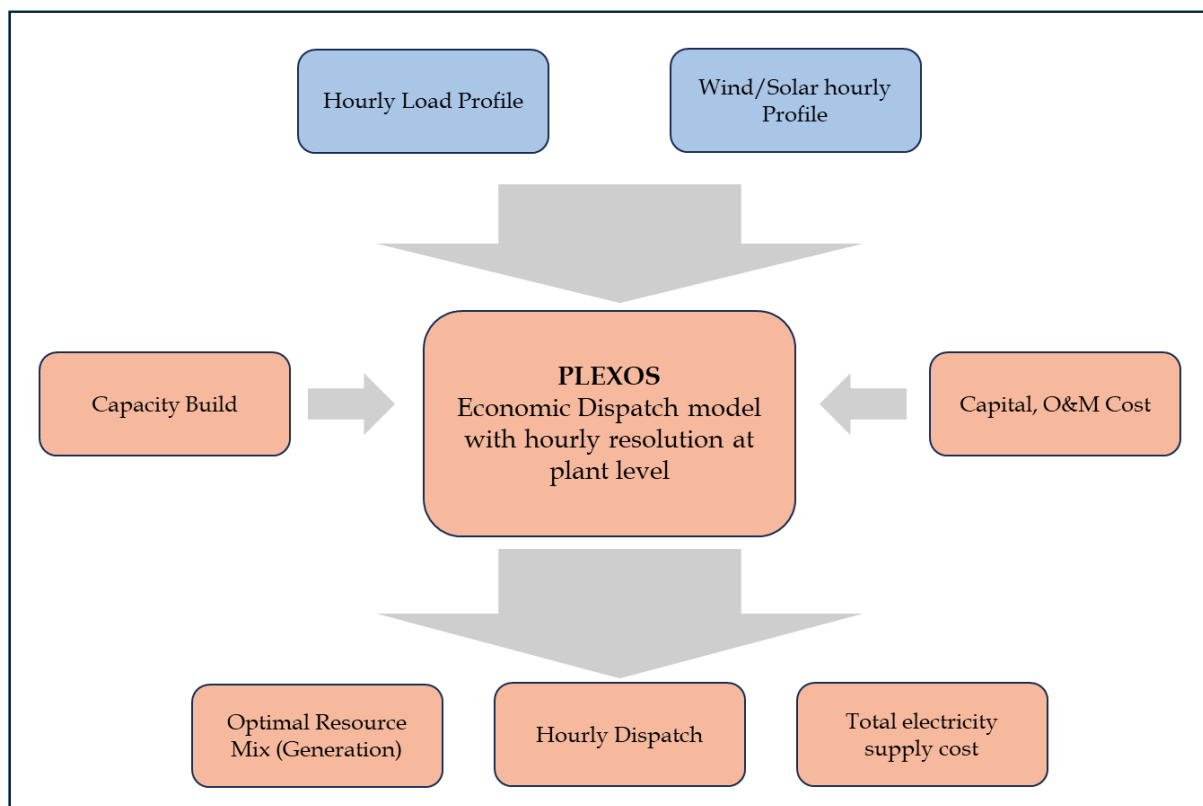 Hourly Load Profile
Wind/Solar hourly
Profile
Capacity Build
PLEXOS
Economic Dispatch model
with hourly resolution at
plant level
Capital, O&M Cost
Optimal Resource
Mix (Generation)
Hourly Dispatch
Total electricity
supply cost